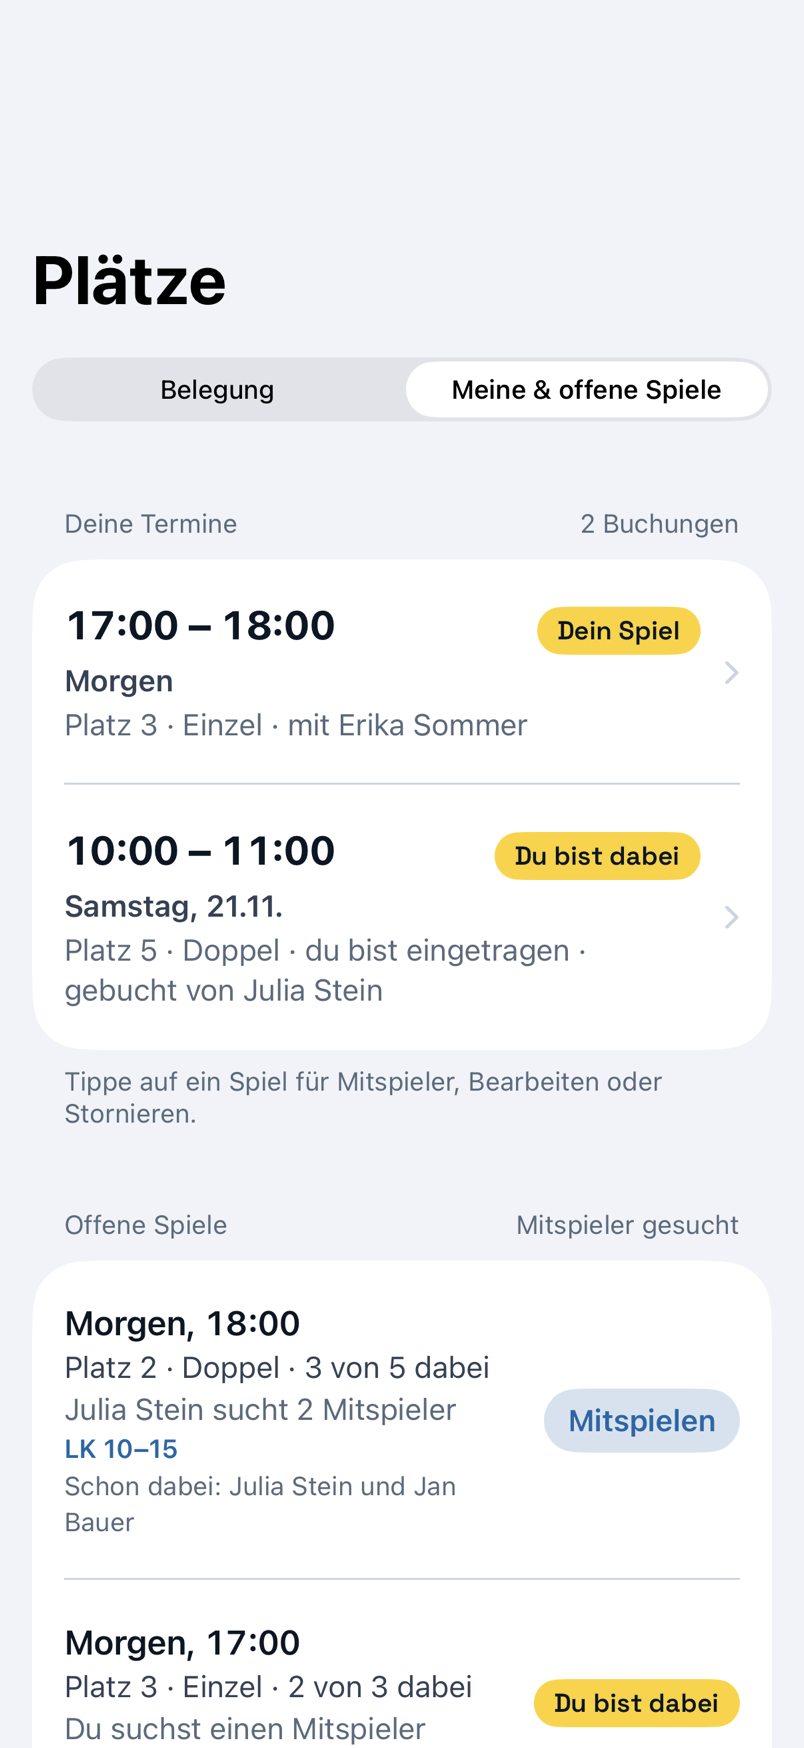 Plätze
Belegung
Meine & offene Spiele
Deine Termine
2 Buchungen
17:00 – 18:00
Dein Spiel
Morgen
Platz 3 · Einzel · mit Erika Sommer
10:00 – 11:00
Du bist dabei
Samstag, 21.11.
Platz 5 · Doppel · du bist eingetragen ·
gebucht von Julia Stein
Tippe auf ein Spiel für Mitspieler, Bearbeiten oder
Stornieren.
Offene Spiele
Mitspieler gesucht
Morgen, 18:00
Platz 2 · Doppel · 3 von 5 dabei
Julia Stein sucht 2 Mitspieler
LK 10–15
Schon dabei: Julia Stein und Jan
Bauer
Mitspielen
Morgen, 17:00
Platz 3 · Einzel · 2 von 3 dabei
Du suchst einen Mitspieler
Du bist dabei